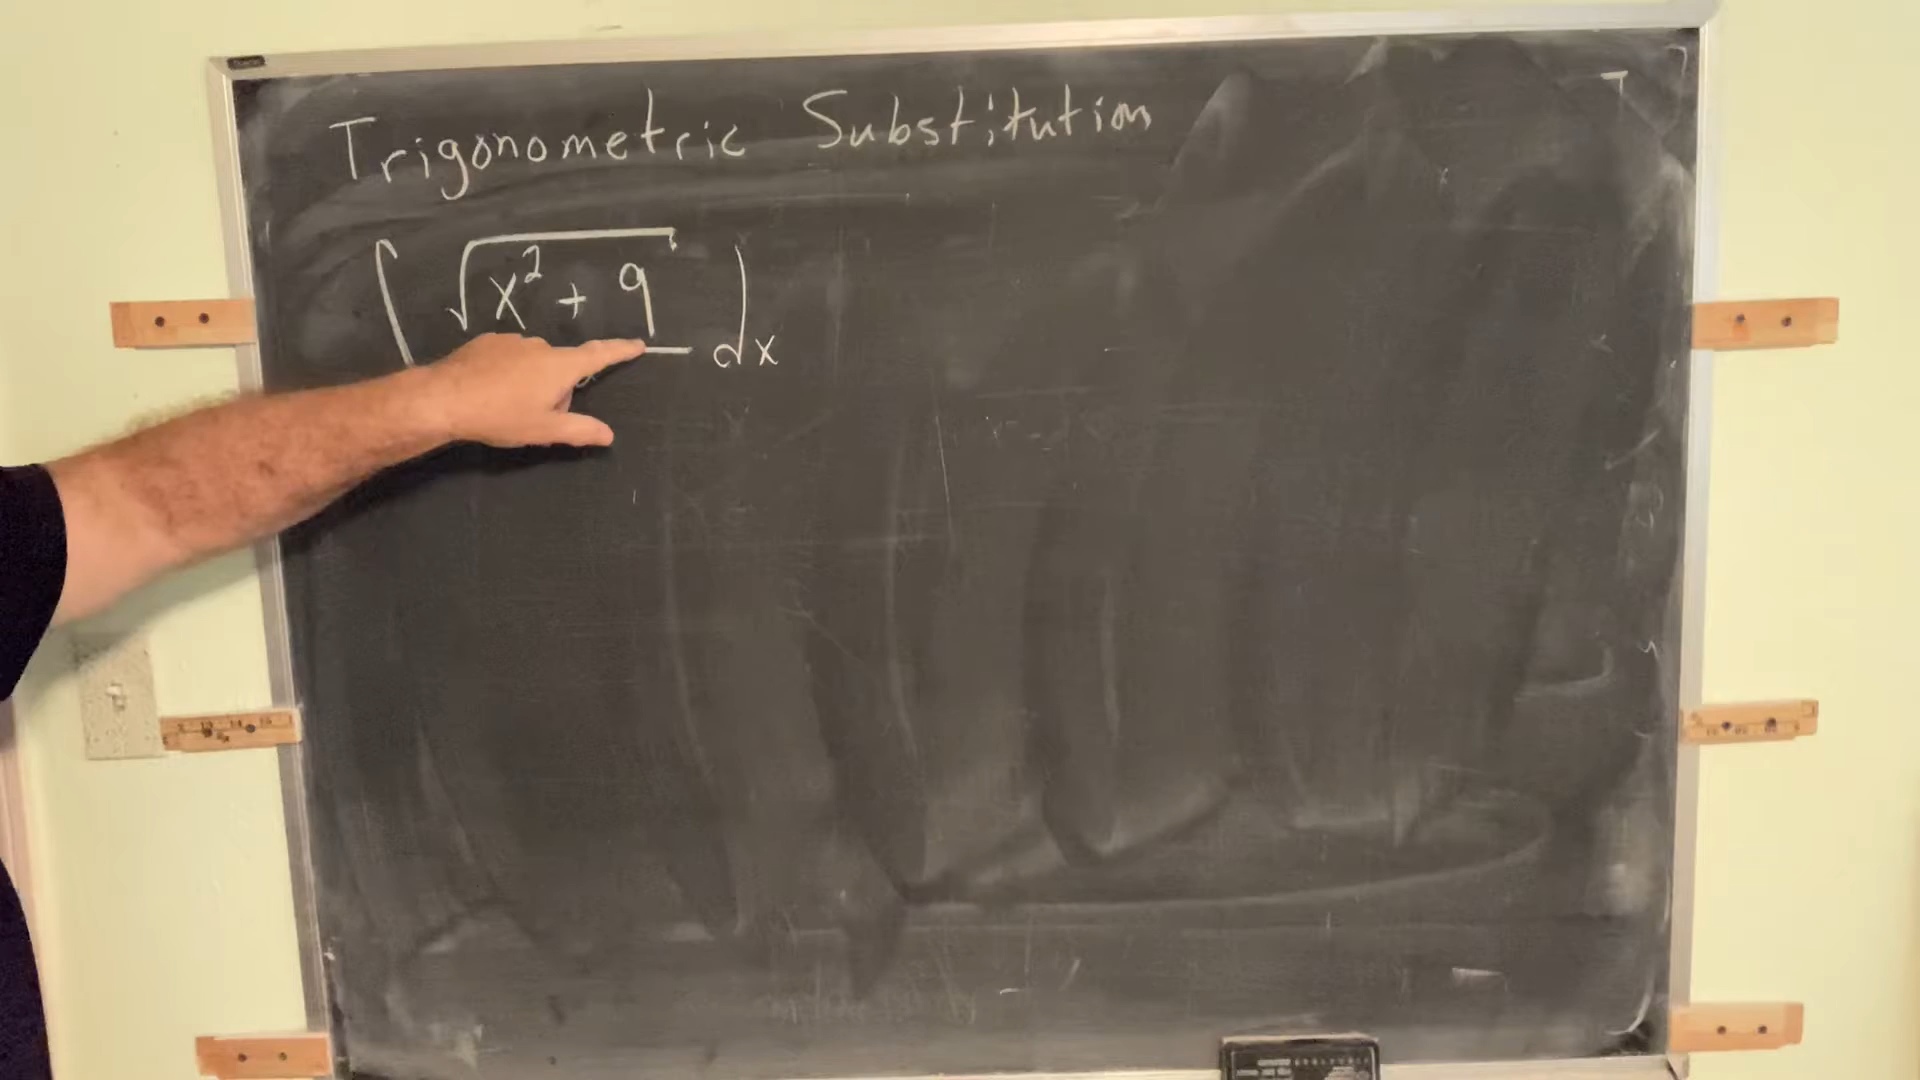 Trigonometric Substitution
∫ √(x² + 9) dx